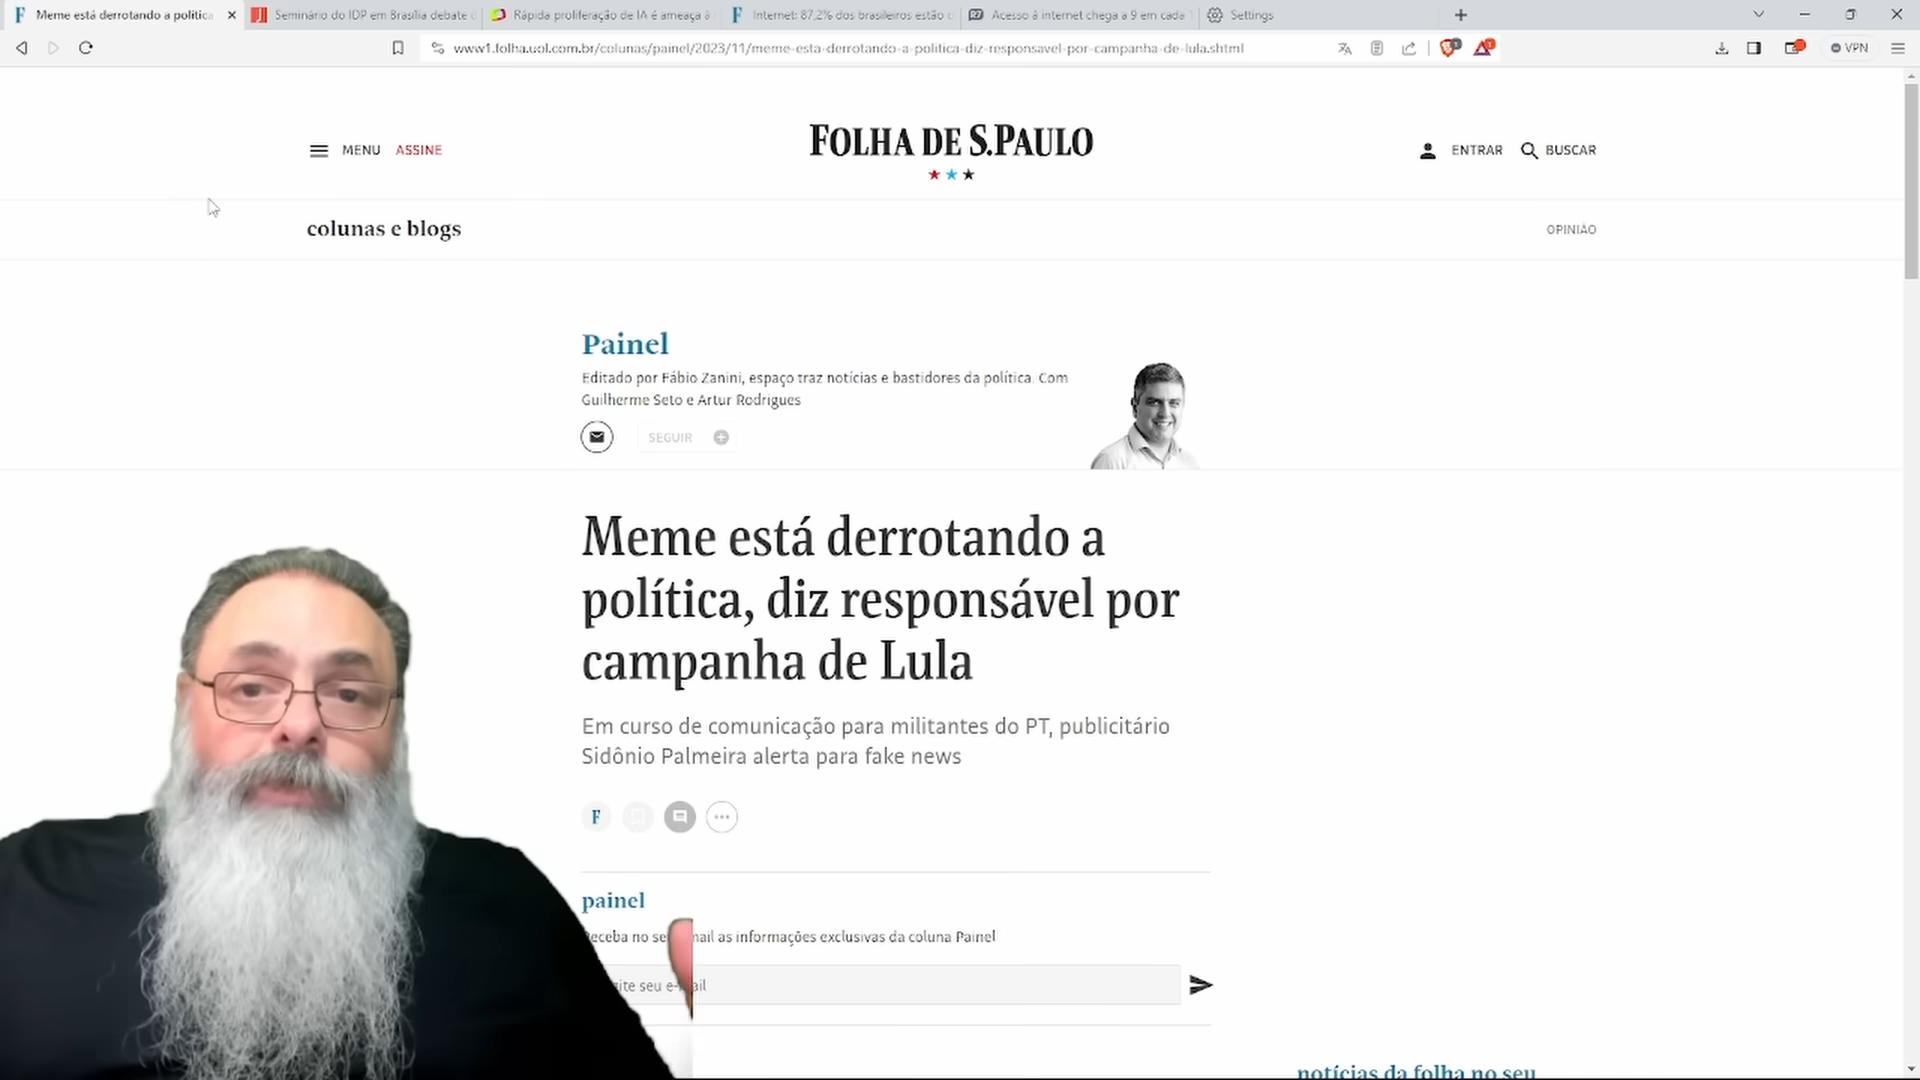 Meme está derrotando a política
Seminário do IDP em Brasília debate
Rápida proliferação de IA é ameaça à
Internet: 87,2% dos brasileiros estão
Acesso à internet chega a 9 em cada
Settings
www1.folha.uol.com.br/colunas/painel/2023/11/meme-esta-derrotando-a-politica-diz-responsavel-por-campanha-de-lula.shtml
VPN
MENU ASSINE
FOLHA DE S.PAULO
ENTRAR BUSCAR
colunas e blogs
OPINIÃO
Painel
Editado por Fábio Zanini, espaço traz notícias e bastidores da política. Com
Guilherme Seto e Artur Rodrigues
SEGUIR
Meme está derrotando a
política, diz responsável por
campanha de Lula
Em curso de comunicação para militantes do PT, publicitário
Sidônio Palmeira alerta para fake news
F
painel
as informações exclusivas da coluna Painel
seu
notícias da folha no seu